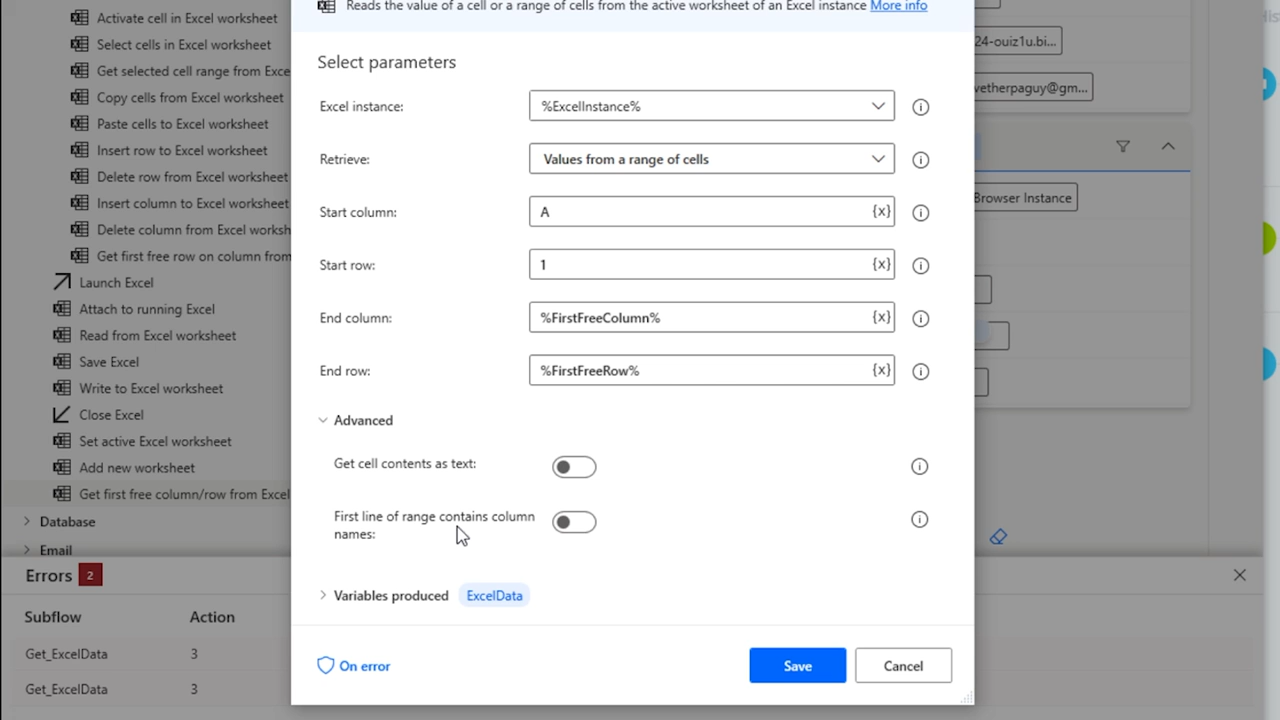 Activate cell in Excel worksheet
Select cells in Excel worksheet
Get selected cell range from Exce
Copy cells from Excel worksheet
Paste cells to Excel worksheet
Insert row to Excel worksheet
Delete row from Excel worksheet
Insert column to Excel worksheet
Delete column from Excel worksh
Get first free row on column from
Launch Excel
Attach to running Excel
Read from Excel worksheet
Save Excel
Write to Excel worksheet
Close Excel
Set active Excel worksheet
Add new worksheet
Get first free column/row from Excel
Database
Email
Reads the value of a cell or a range of cells from the active worksheet of an Excel instance More info
Select parameters
Excel instance: %ExcelInstance%
Retrieve: Values from a range of cells
Start column: A {x}
Start row: 1 {x}
End column: %FirstFreeColumn% {x}
End row: %FirstFreeRow% {x}
Advanced
Get cell contents as text:
First line of range contains column
names:
Variables produced ExcelData
On error
Save
Cancel
24-ouiz1u.bi...
vetherpaguy@gm...
Browser Instance
Errors 2
Subflow Action
Get_ExcelData 3
Get_ExcelData 3